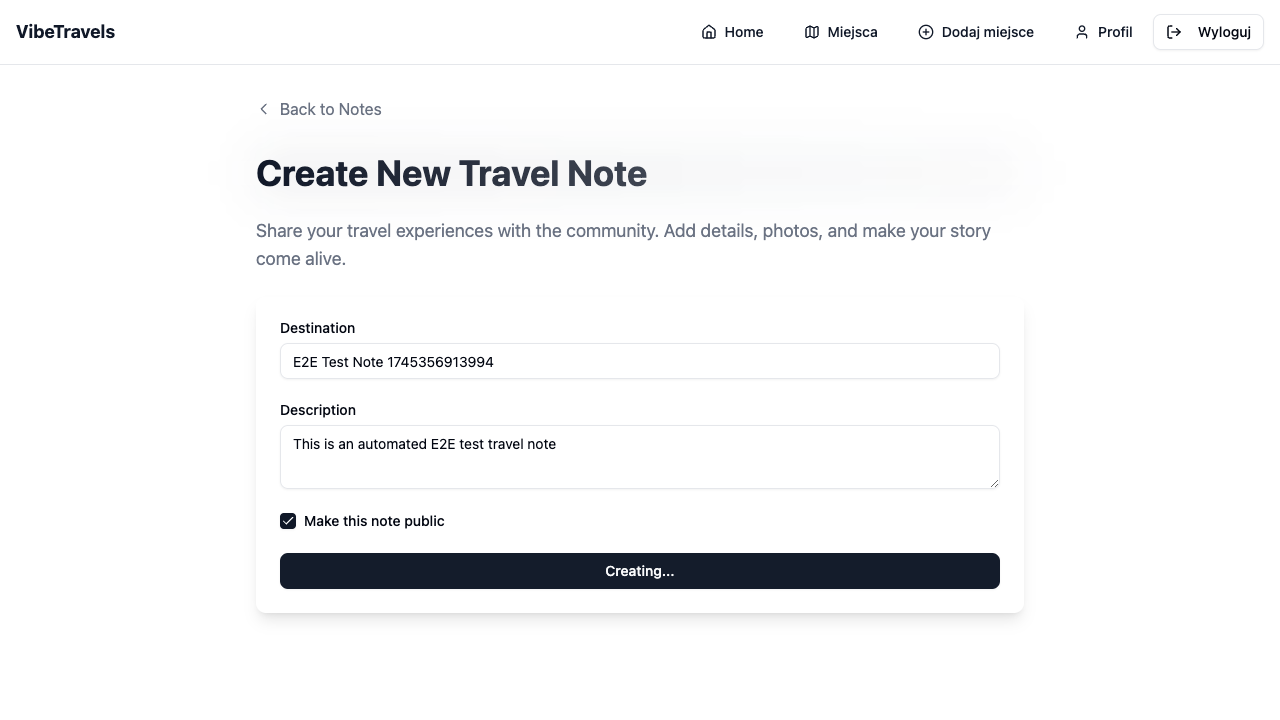 VibeTravels
Home
Miejsca
Dodaj miejsce
Profil
Wyloguj
Back to Notes
Create New Travel Note
Share your travel experiences with the community. Add details, photos, and make your story
come alive.
Destination
E2E Test Note 1745356913994
Description
This is an automated E2E test travel note
Make this note public
Creating...